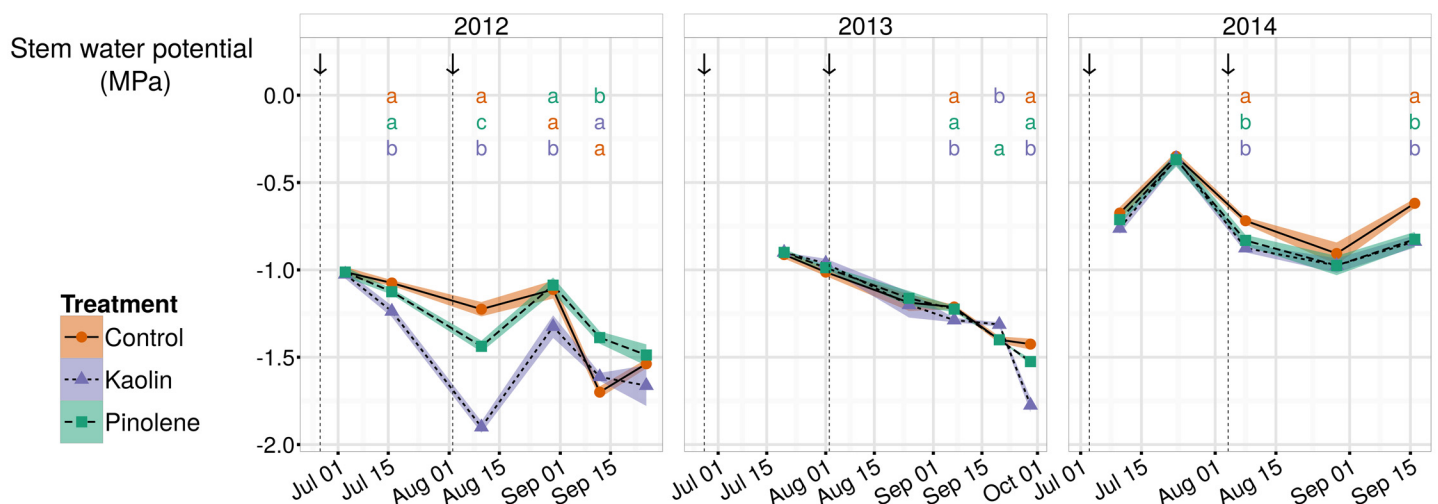 2012 2013 2014
Stem water potential
(MPa)
0.0
-0.5
-1.0
-1.5
-2.0
a a a b a b a a a
a c a a a a b b
b b b a b a b b b
Treatment
Control
Kaolin
Pinolene
Jul 01 Jul 15 Aug 01 Aug 15 Sep 01 Sep 15 Jul 01 Jul 15 Aug 01 Aug 15 Sep 01 Sep 15 Oct 01 Jul 01 Jul 15 Aug 01 Aug 15 Sep 01 Sep 15